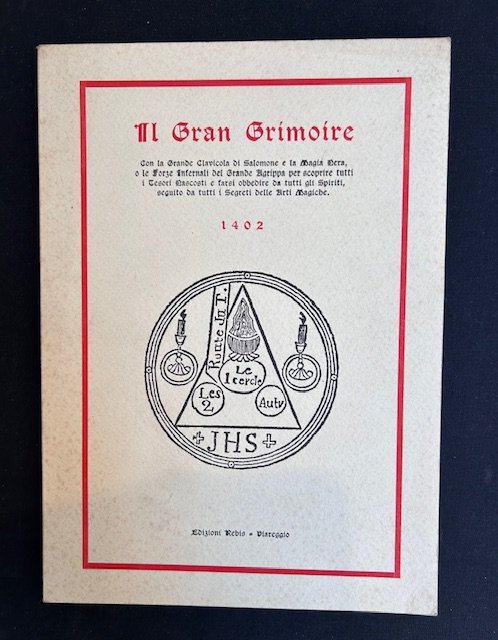 Il Gran Grimoire
Con la Grande Clavicola di Salomone e la Magia Nera,
o le Forze Infernali del Grande Agrippa per scoprire tutti
i Tesori Nascosti e farsi obbedire da tutti gli Spiriti,
seguito da tutti i Segreti delle Arti Magiche.
1402
Route Jn T.
Le
1 cercle
Les
2
Autv
+JHS+
Edizioni Rebis - Viareggio